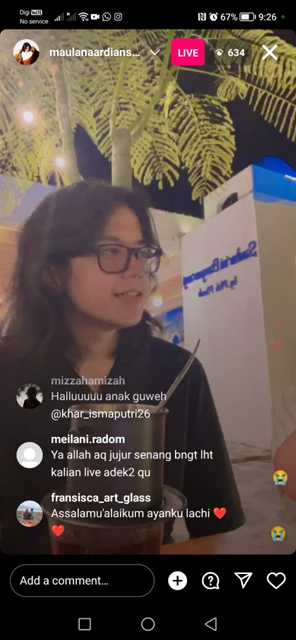 Digi VoLTE
No service
67%
9:26
maulanaardians...
LIVE
634
mizzahamizah
Halluuuuu anak guweh
@khar_ismaputri26
meilani.radom
Ya allah aq jujur senang bngt lht
kalian live adek2 qu
fransisca_art_glass
Assalamu'alaikum ayanku lachi ❤️
❤️
Add a comment...